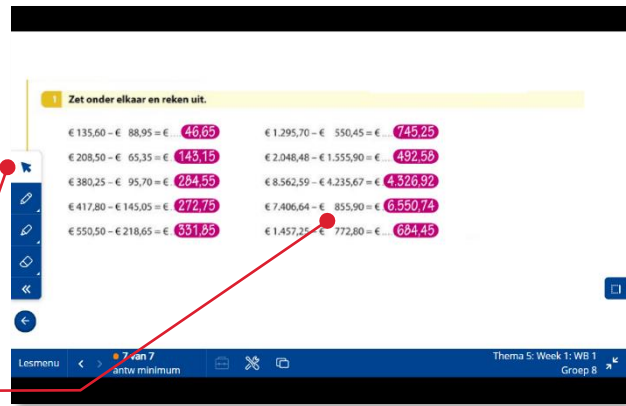 1 Zet onder elkaar en reken uit.
€ 135,60 – € 88,95 = € 46,65
€ 208,50 – € 65,35 = € 143,15
€ 380,25 – € 95,70 = € 284,55
€ 417,80 – € 145,05 = € 272,75
€ 550,50 – € 218,65 = € 331,85
€ 1.295,70 – € 550,45 = € ... 745,25
€ 2.048,48 – € 1.555,90 = € ... 492,58
€ 8.562,59 – € 4.235,67 = € 4.326,92
€ 7.406,64 – € 855,90 = € 6.550,74
€ 1.457,25 – € 772,80 = € ... 684,45
Lesmenu
7 van 7
antw minimum
Thema 5: Week 1: WB 1
Groep 8